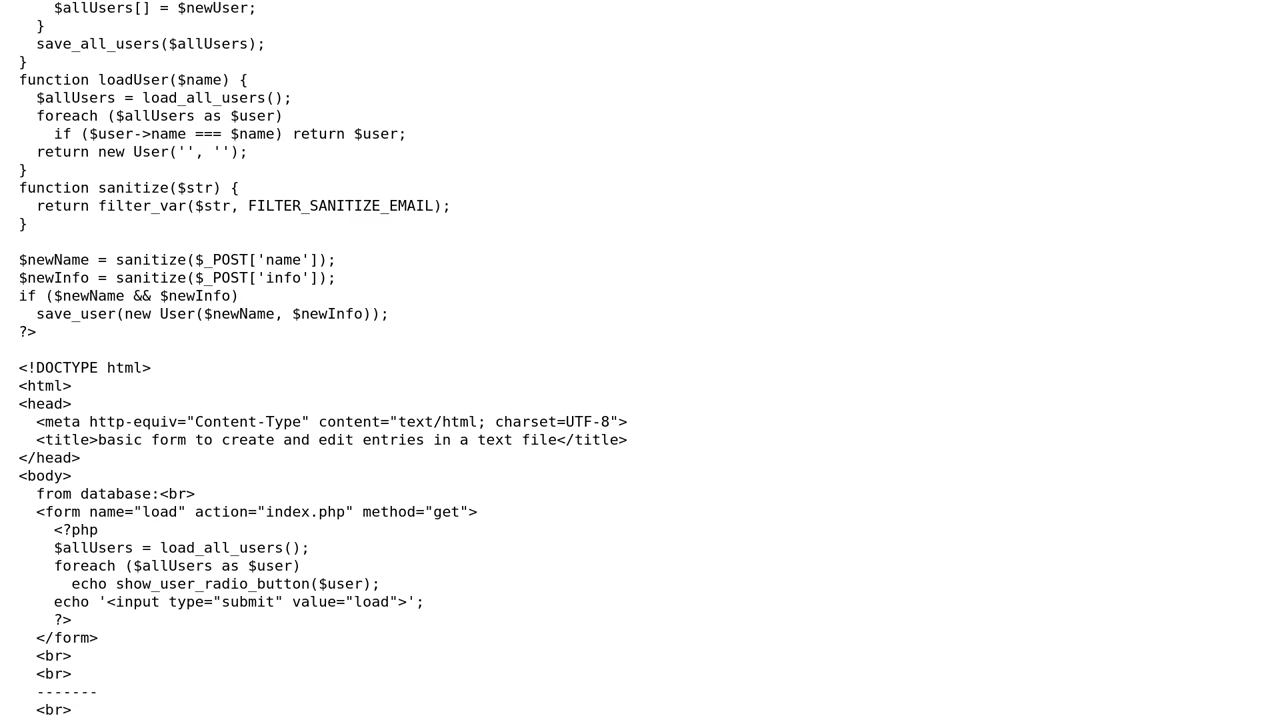 $allUsers[] = $newUser;
  }
  save_all_users($allUsers);
}
function loadUser($name) {
  $allUsers = load_all_users();
  foreach ($allUsers as $user)
    if ($user->name === $name) return $user;
  return new User('', '');
}
function sanitize($str) {
  return filter_var($str, FILTER_SANITIZE_EMAIL);
}

$newName = sanitize($_POST['name']);
$newInfo = sanitize($_POST['info']);
if ($newName && $newInfo)
  save_user(new User($newName, $newInfo));
?>

<!DOCTYPE html>
<html>
<head>
  <meta http-equiv="Content-Type" content="text/html; charset=UTF-8">
  <title>basic form to create and edit entries in a text file</title>
</head>
<body>
  from database:<br>
  <form name="load" action="index.php" method="get">
    <?php
    $allUsers = load_all_users();
    foreach ($allUsers as $user)
      echo show_user_radio_button($user);
    echo '<input type="submit" value="load">';
    ?>
  </form>
  <br>
  <br>
  -------
  <br>